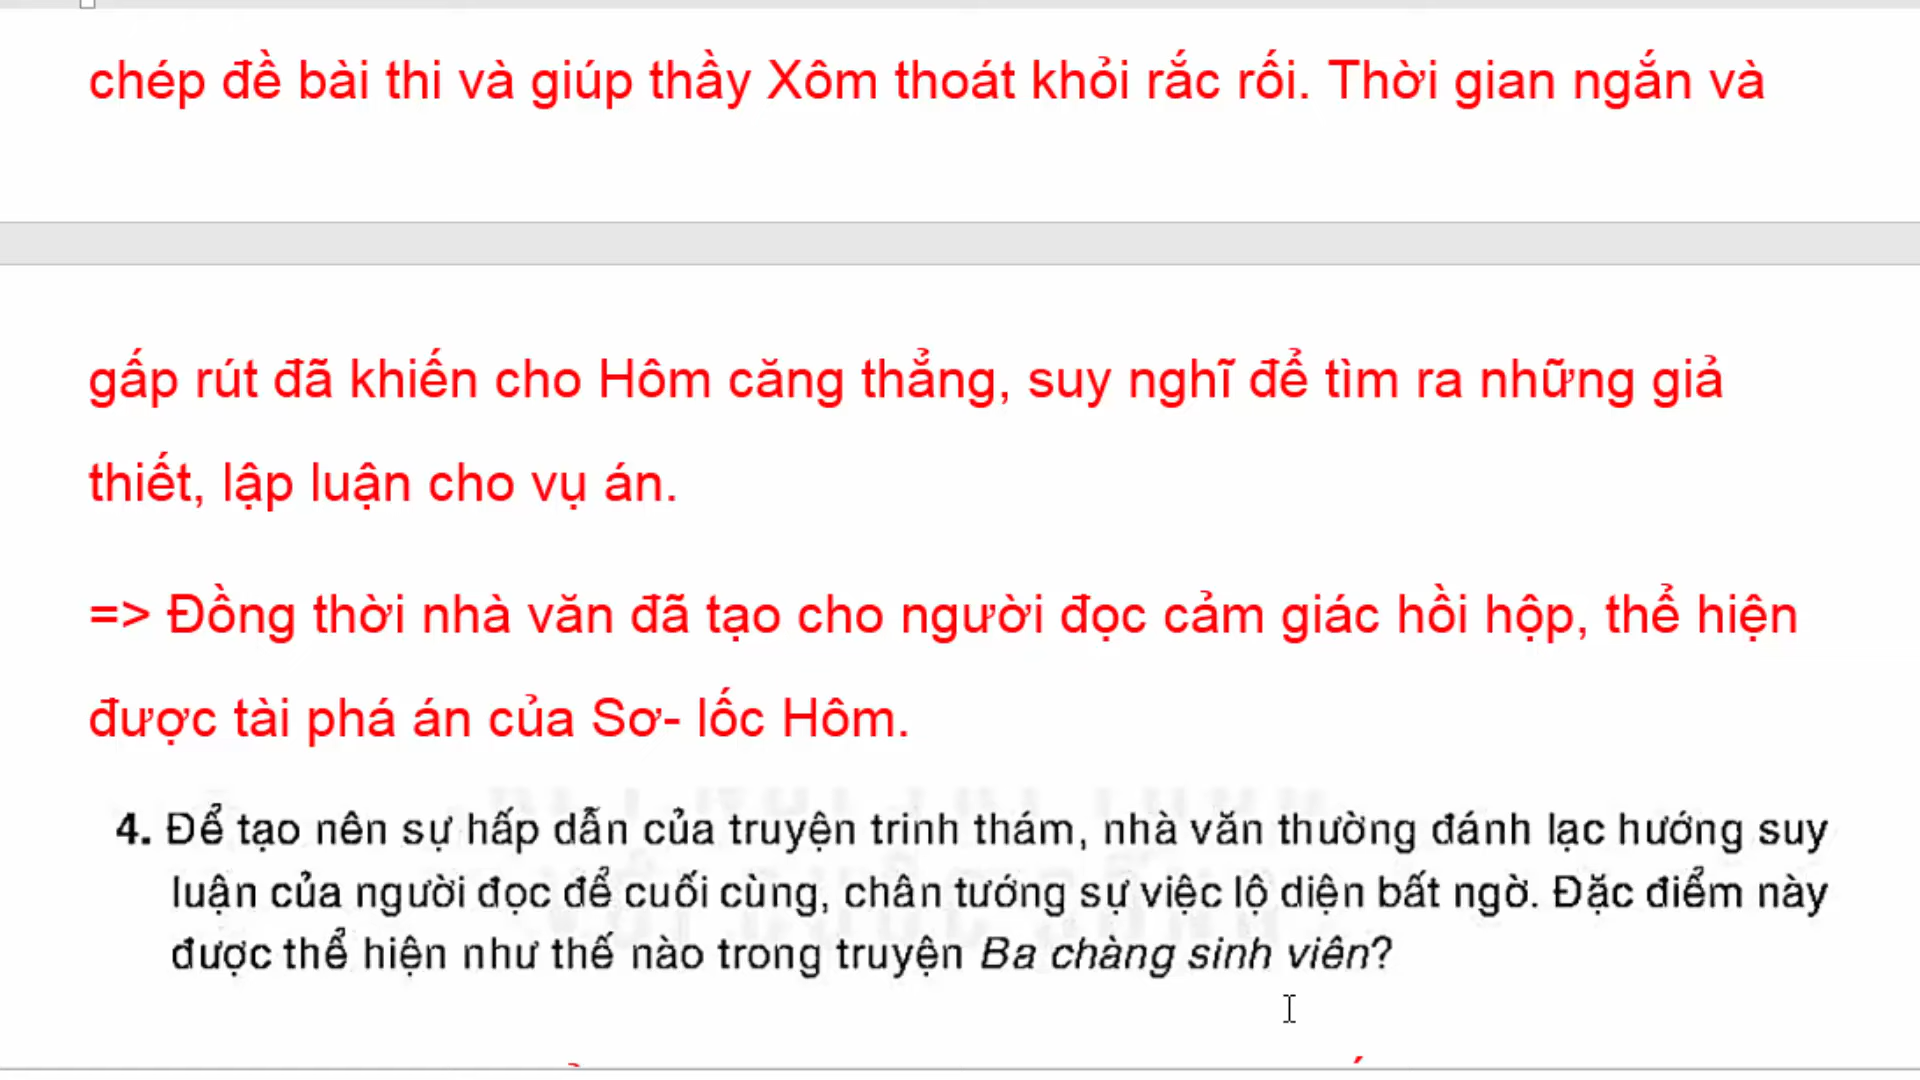 chép đề bài thi và giúp thầy Xôm thoát khỏi rắc rối. Thời gian ngắn và
gấp rút đã khiến cho Hôm căng thẳng, suy nghĩ để tìm ra những giả
thiết, lập luận cho vụ án.
=> Đồng thời nhà văn đã tạo cho người đọc cảm giác hồi hộp, thể hiện
được tài phá án của Sơ- lốc Hôm.
4. Để tạo nên sự hấp dẫn của truyện trinh thám, nhà văn thường đánh lạc hướng suy
luận của người đọc để cuối cùng, chân tướng sự việc lộ diện bất ngờ. Đặc điểm này
được thể hiện như thế nào trong truyện Ba chàng sinh viên?